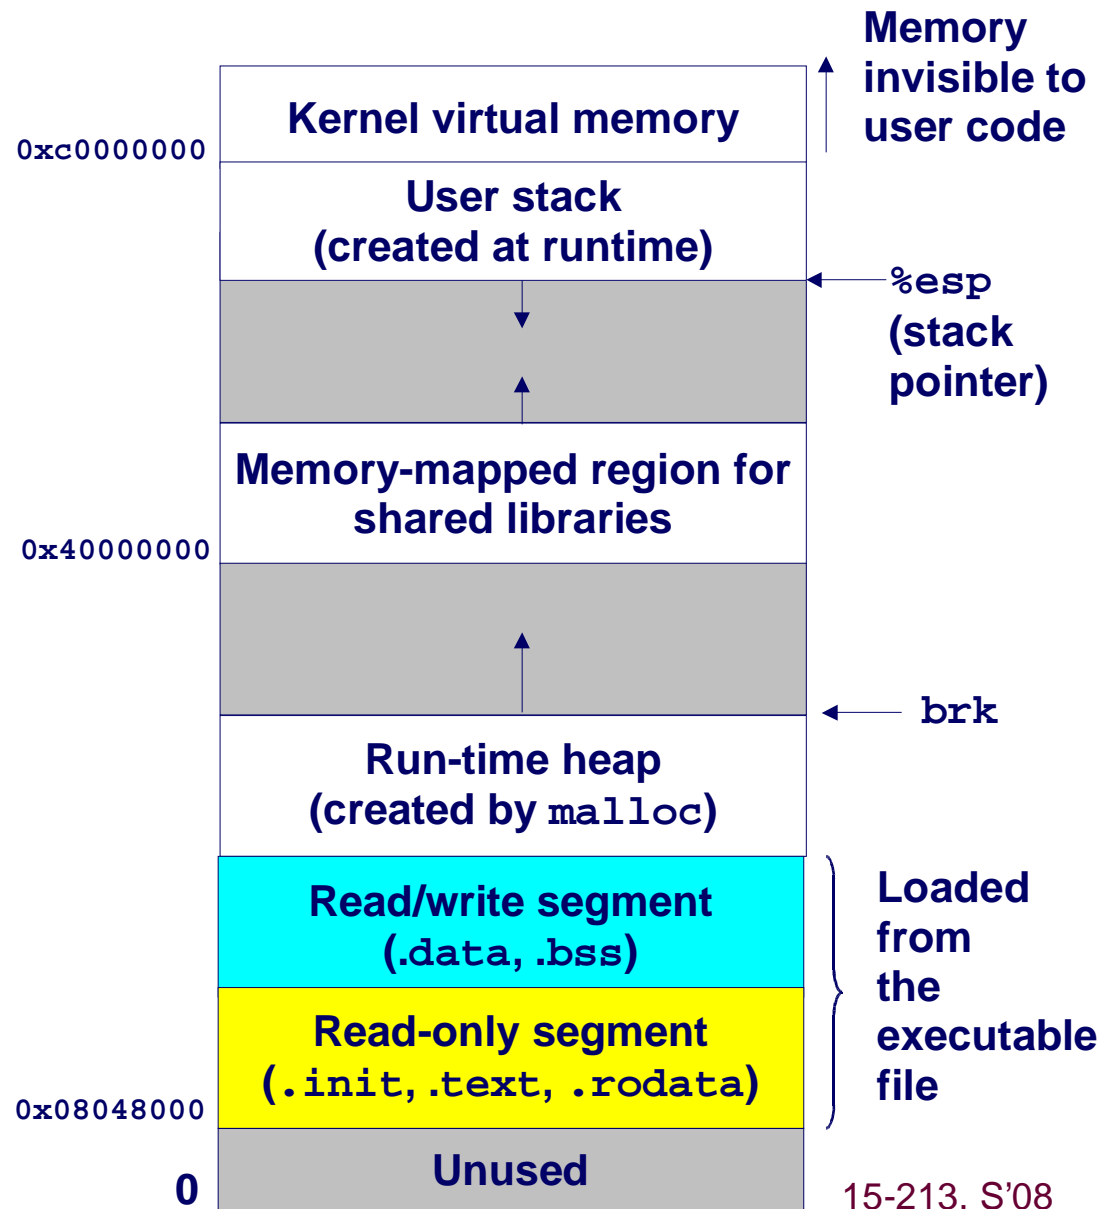 Memory
invisible to
user code
Kernel virtual memory
0xc0000000
User stack
(created at runtime)
%esp
(stack
pointer)
Memory-mapped region for
shared libraries
0x40000000
brk
Run-time heap
(created by malloc)
Read/write segment
(.data, .bss)
Loaded
from
the
executable
file
Read-only segment
(.init, .text, .rodata)
0x08048000
Unused
0
15-213, S'08